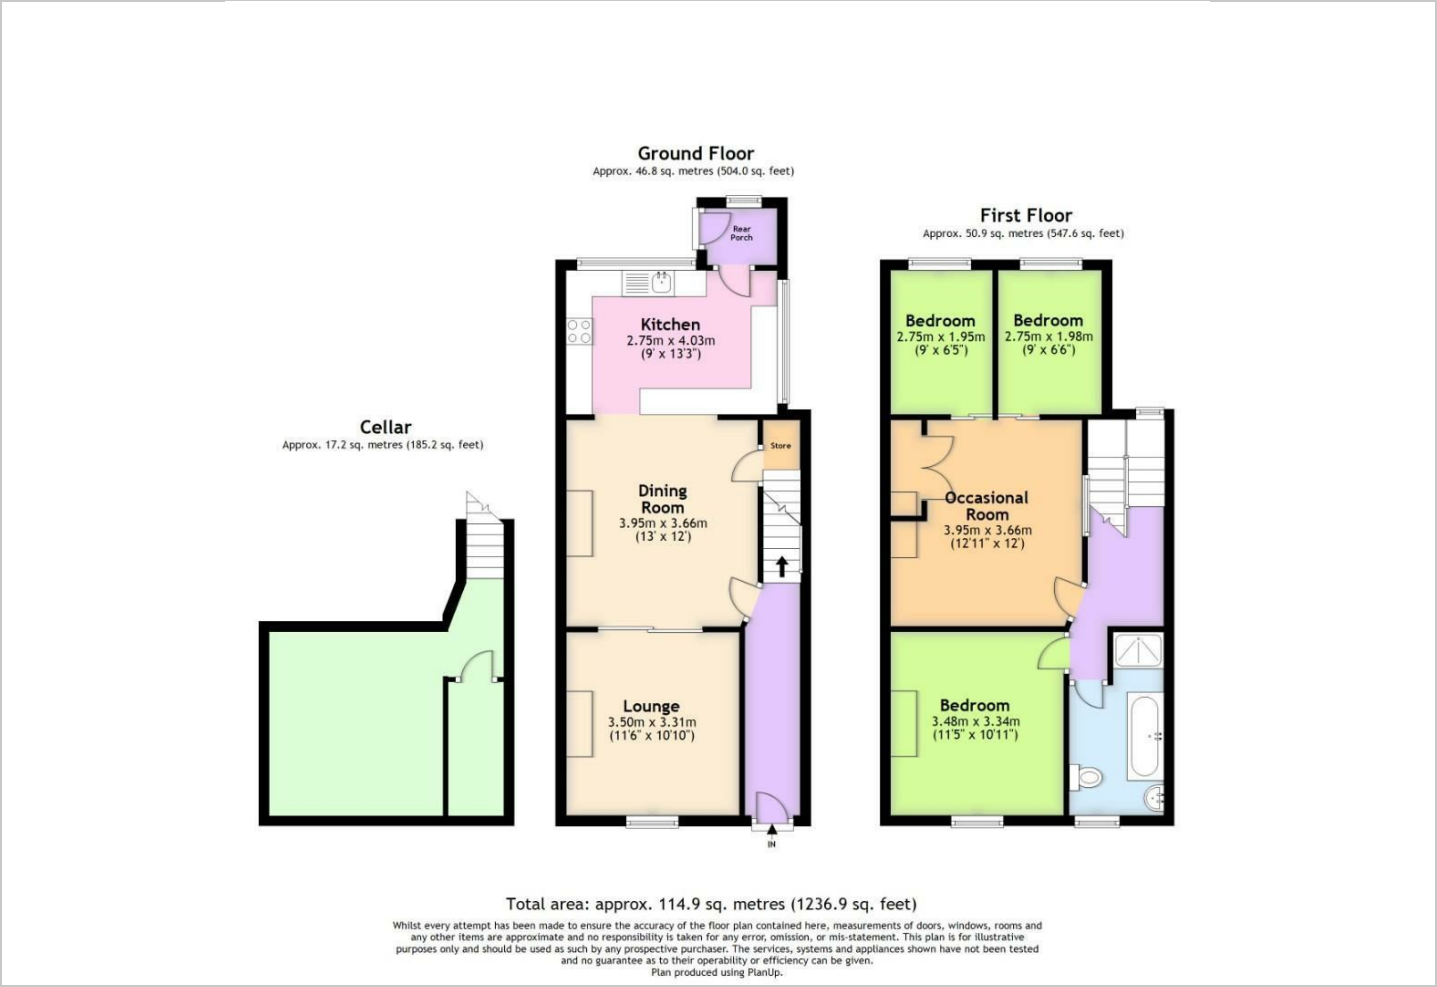 Ground Floor
Approx. 46.8 sq. metres (504.0 sq. feet)
Rear
Porch
Kitchen
2.75m x 4.03m
(9' x 13'3")
Store
Dining
Room
3.95m x 3.66m
(13' x 12')
Lounge
3.50m x 3.31m
(11'6" x 10'10")
IN
First Floor
Approx. 50.9 sq. metres (547.6 sq. feet)
Bedroom
2.75m x 1.95m
(9' x 6'5")
Bedroom
2.75m x 1.98m
(9' x 6'6")
Occasional
Room
3.95m x 3.66m
(12'11" x 12')
Bedroom
3.48m x 3.34m
(11'5" x 10'11")
Cellar
Approx. 17.2 sq. metres (185.2 sq. feet)
Total area: approx. 114.9 sq. metres (1236.9 sq. feet)
Whilst every attempt has been made to ensure the accuracy of the floor plan contained here, measurements of doors, windows, rooms and
any other items are approximate and no responsibility is taken for any error, omission, or mis-statement. This plan is for illustrative
purposes only and should be used as such by any prospective purchaser. The services, systems and appliances shown have not been tested
and no guarantee as to their operability or efficiency can be given.
Plan produced using PlanUp.